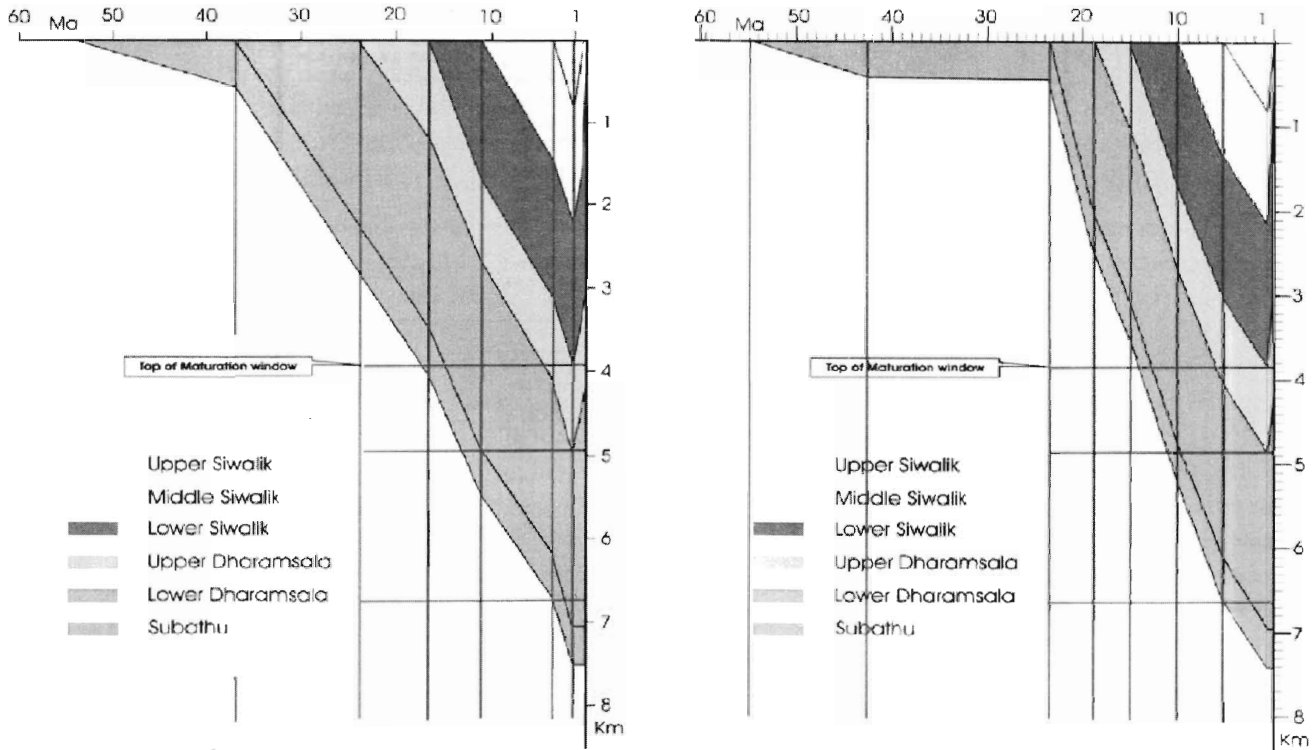 60 Ma 50 40 30 20 10 1
1
2
3
Top of Maturation window
4
5
Upper Siwalik
Middle Siwalik
Lower Siwalik
6
Upper Dharamsala
Lower Dharamsala
7
Subathu
8
Km
60 Ma 50 40 30 20 10 1
1
2
3
Top of Maturation window
4
5
Upper Siwalik
Middle Siwalik
Lower Siwalik
6
Upper Dharamsala
Lower Dharamsala
Subathu
7
8
Km